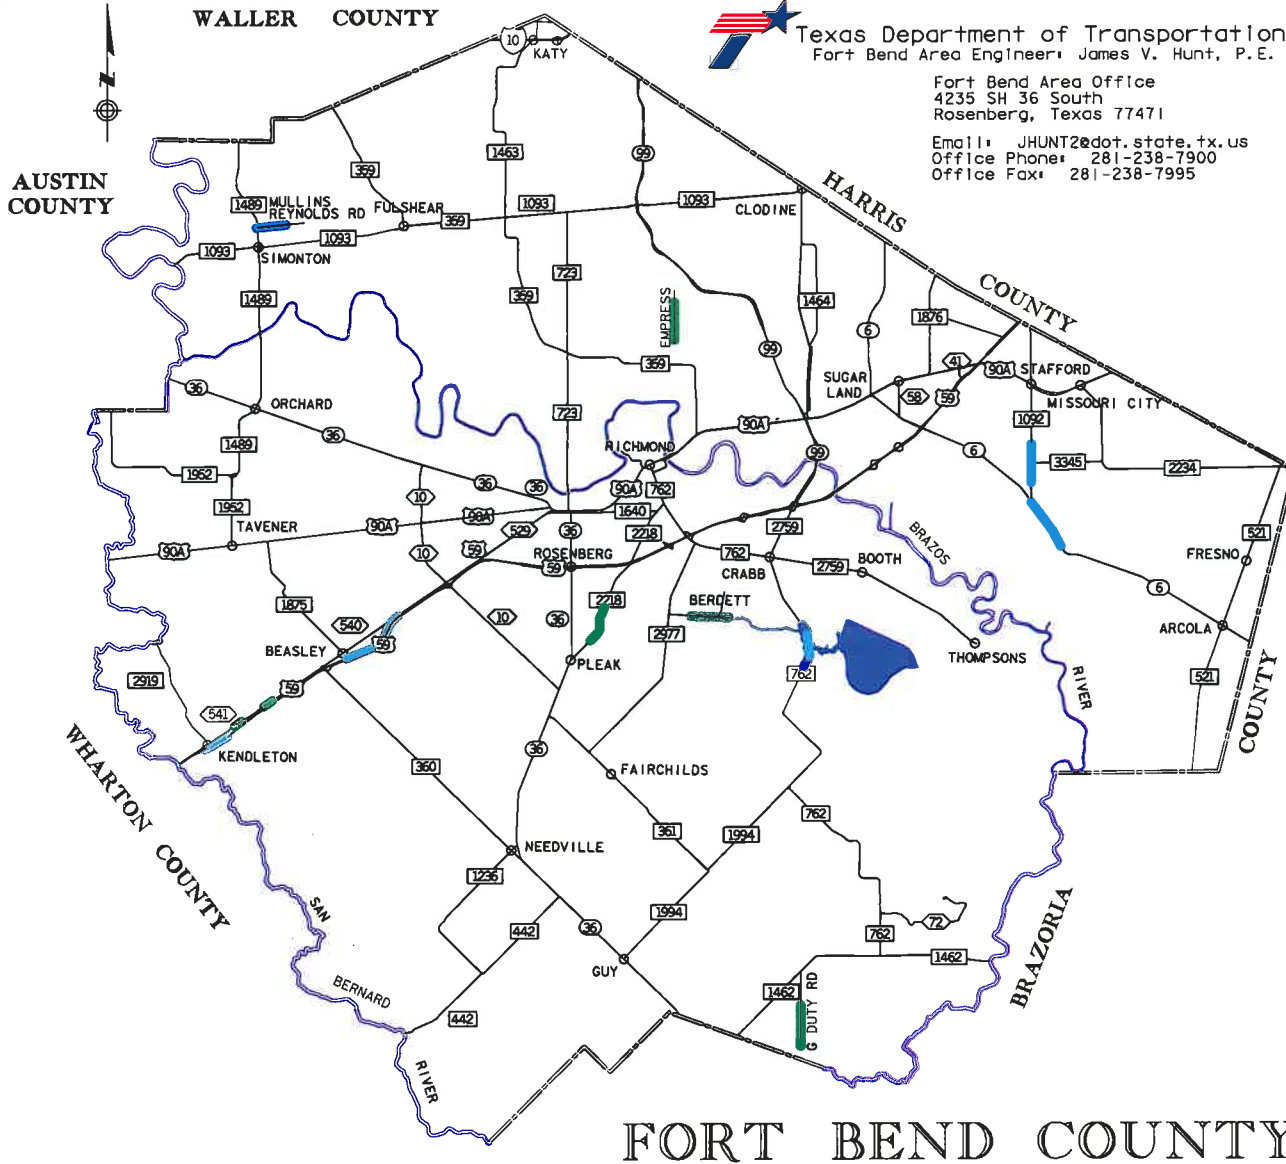 WALLER COUNTY
Texas Department of Transportation
Fort Bend Area Engineer: James V. Hunt, P.E.
Fort Bend Area Office
4235 SH 36 South
Rosenberg, Texas 77471
Email: JHUNT2@dot.state.tx.us
Office Phone: 281-238-7900
Office Fax: 281-238-7995
10
KATY
N
1463
99
359
AUSTIN
COUNTY
HARRIS
COUNTY
1489
MULLINS
REYNOLDS RD
FULSHEAR
359
1093
1093
CLODINE
1093
1093
SIMONTON
723
1489
359
EMPRESS
1464
6
1876
99
359
41
90A
STAFFORD
SUGAR
LAND
58
59
MISSOURI CITY
36
ORCHARD
723
90A
1092
36
1489
RICHMOND
99
6
3345
2234
1952
36
36
90A
762
10
1952
TAVENER
90A
90A
529
1640
36
2218
2759
BRAZOS
521
90A
59
ROSENBERG
59
10
762
CRABB
2759
BOOTH
FRESNO
6
1875
2218
BERDETT
540
10
36
2977
ARCOLA
BEASLEY
59
PLEAK
762
THOMPSONS
RIVER
2919
59
521
541
KENDLETON
36
COUNTY
WHARTON COUNTY
360
FAIRCHILDS
762
361
1994
NEEDVILLE
1236
SAN
442
36
1994
72
762
BRAZORIA
GUY
1462
BERNARD
1462
G DUTY RD
442
RIVER
FORT BEND COUNTY